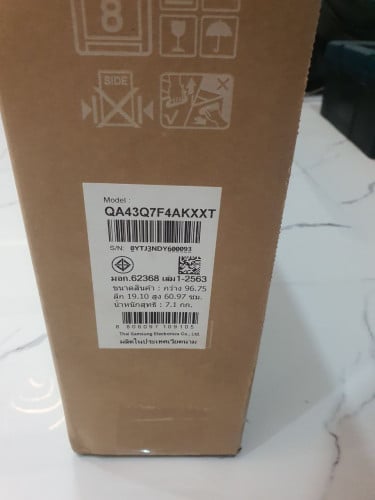 8
SIDE
Model :
QA43Q7F4AKXXT
S/N: 0YTJ3NDY600093
มอก.62368 เล่ม1-2563
ขนาดสินค้า : กว้าง 96.75
ลึก 19.10 สูง 60.97 ซม.
น้ำหนักสุทธิ : 7.1 กก.
8 806097 109105
Thai Samsung Electronics Co., Ltd.
ผลิตในประเทศเวียดนาม